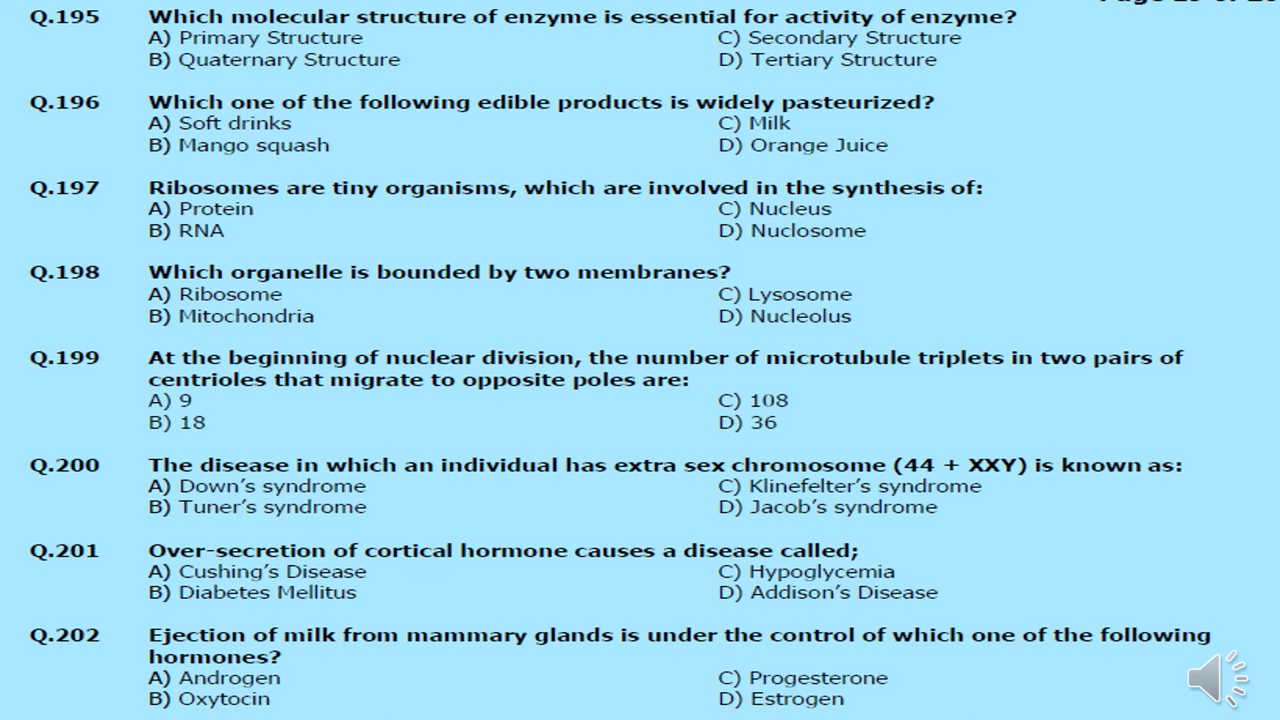 Q.195 Which molecular structure of enzyme is essential for activity of enzyme?
A) Primary Structure C) Secondary Structure
B) Quaternary Structure D) Tertiary Structure
Q.196 Which one of the following edible products is widely pasteurized?
A) Soft drinks C) Milk
B) Mango squash D) Orange Juice
Q.197 Ribosomes are tiny organisms, which are involved in the synthesis of:
A) Protein C) Nucleus
B) RNA D) Nuclosome
Q.198 Which organelle is bounded by two membranes?
A) Ribosome C) Lysosome
B) Mitochondria D) Nucleolus
Q.199 At the beginning of nuclear division, the number of microtubule triplets in two pairs of
centrioles that migrate to opposite poles are:
A) 9 C) 108
B) 18 D) 36
Q.200 The disease in which an individual has extra sex chromosome (44 + XXY) is known as:
A) Down's syndrome C) Klinefelter's syndrome
B) Tuner's syndrome D) Jacob's syndrome
Q.201 Over-secretion of cortical hormone causes a disease called;
A) Cushing's Disease C) Hypoglycemia
B) Diabetes Mellitus D) Addison's Disease
Q.202 Ejection of milk from mammary glands is under the control of which one of the following
hormones?
A) Androgen C) Progesterone
B) Oxytocin D) Estrogen